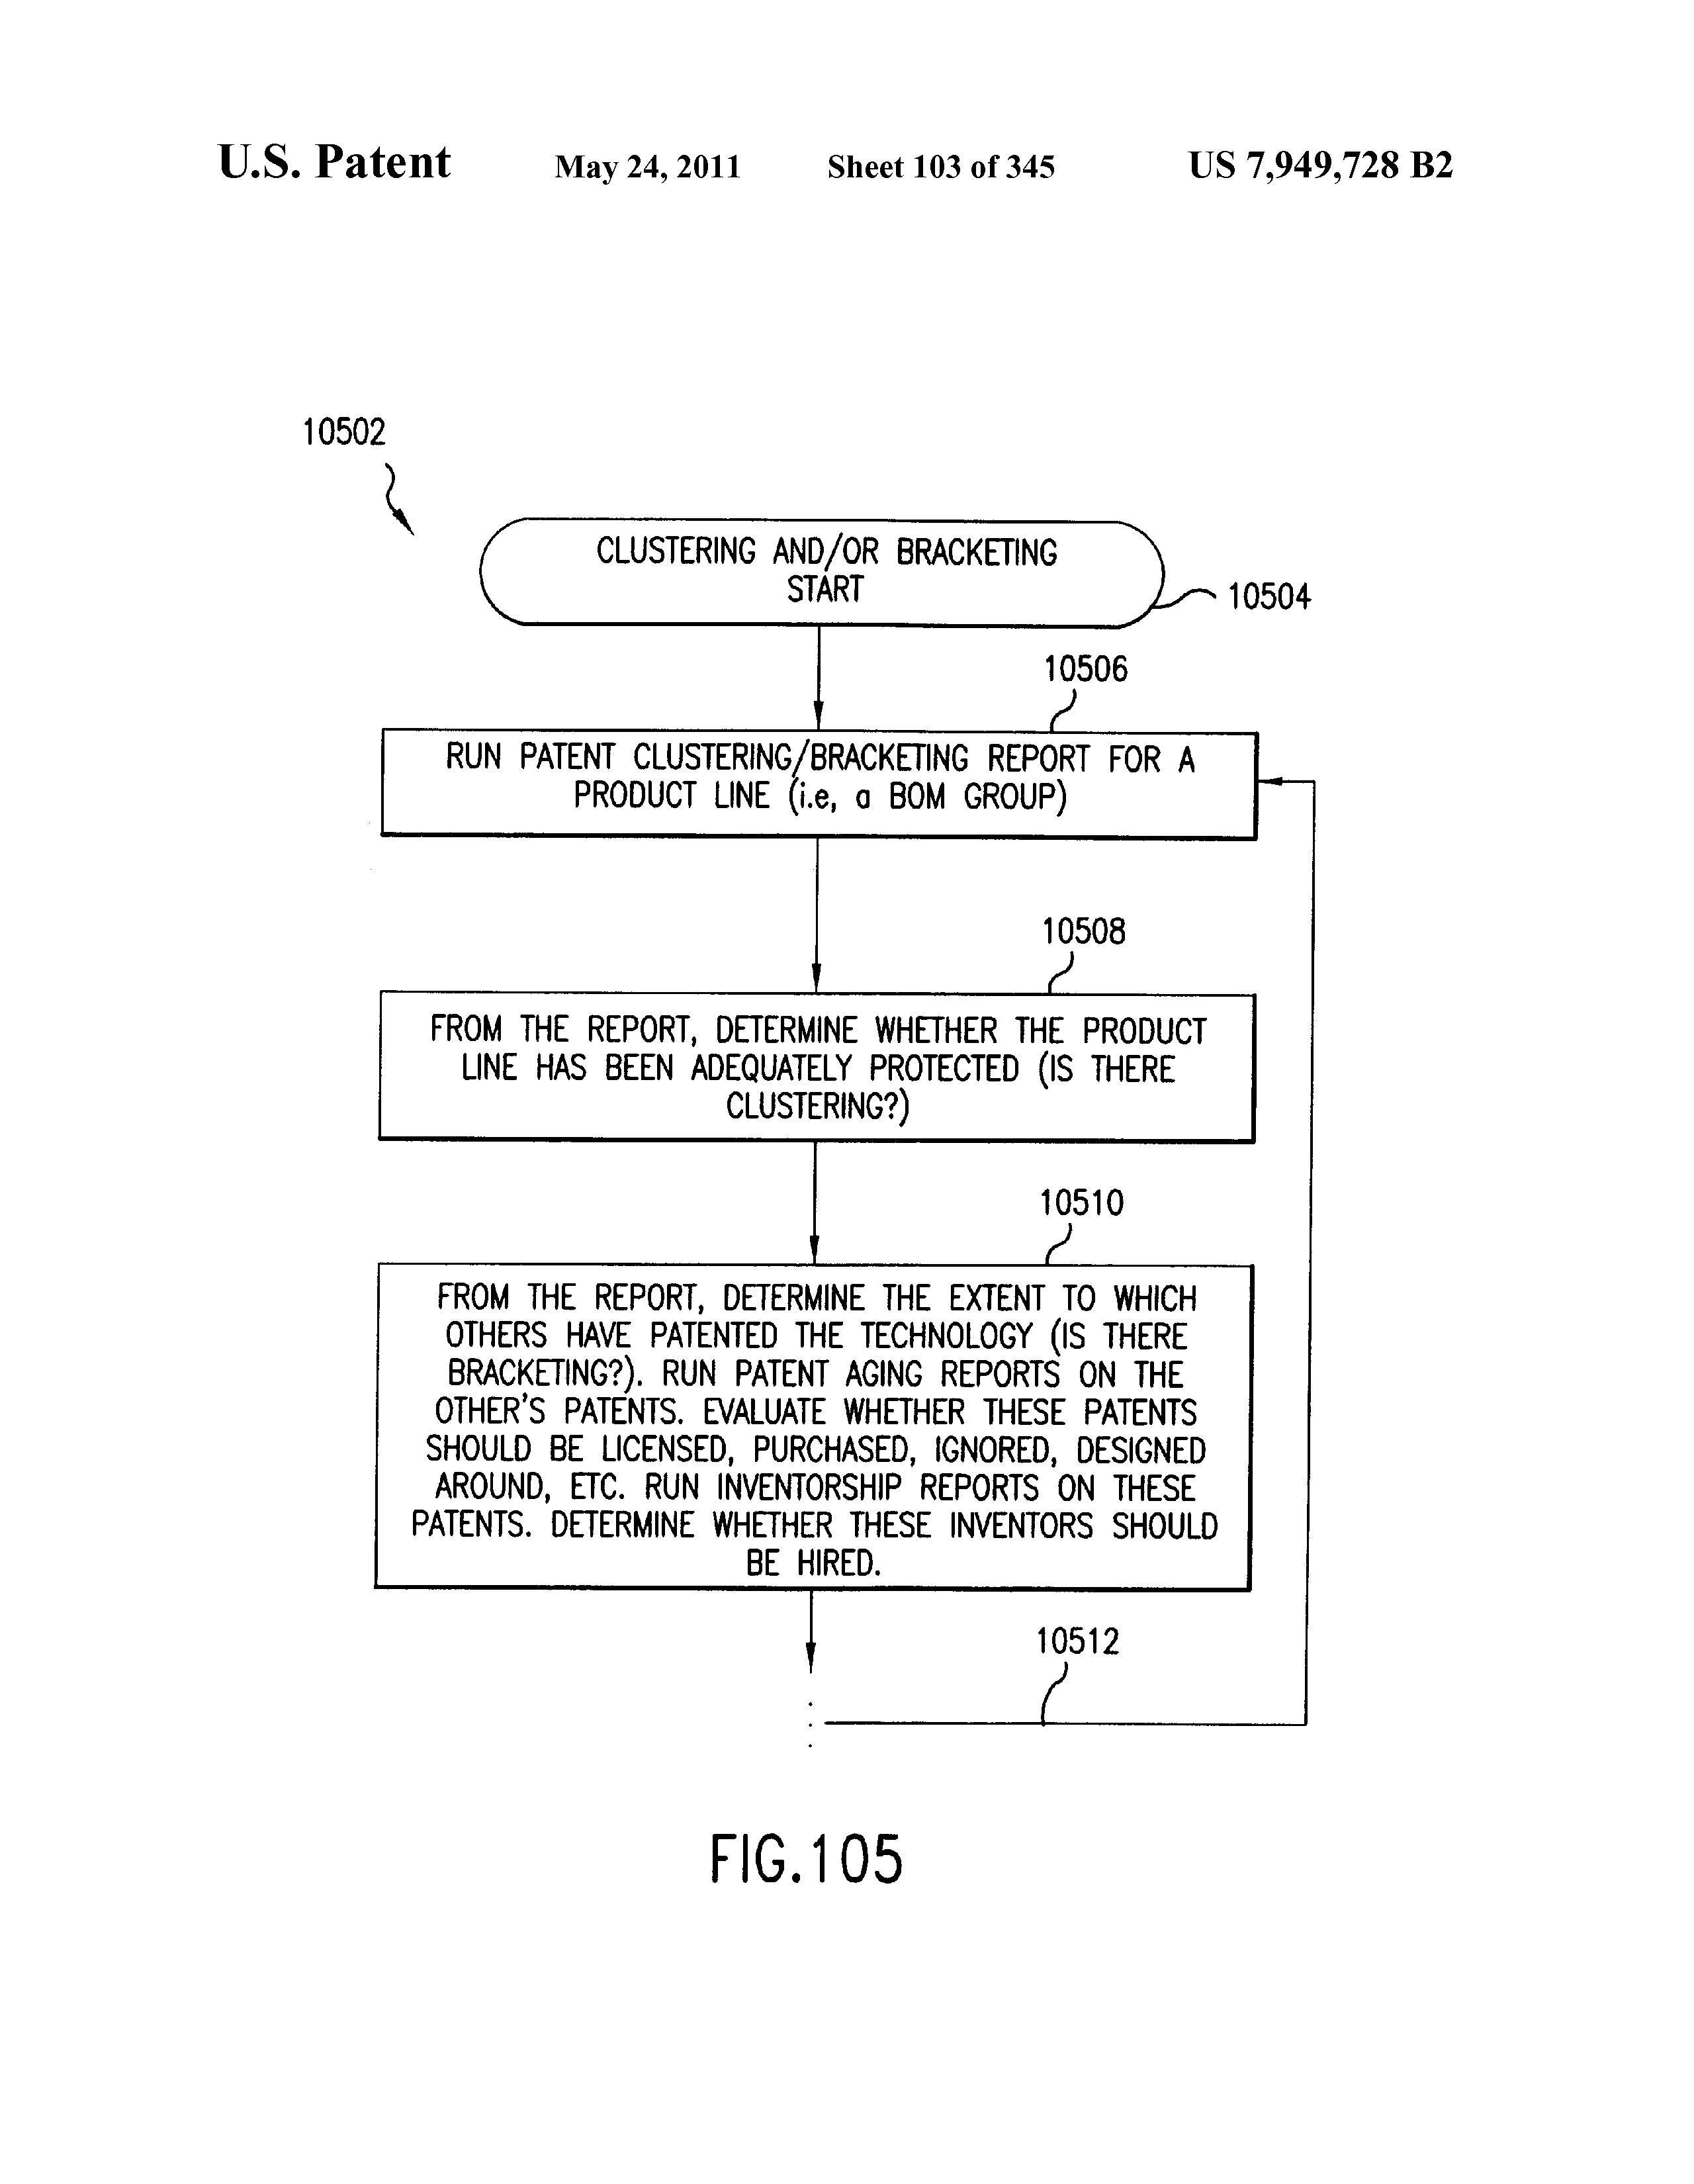 U.S. Patent May 24, 2011 Sheet 103 of 345 US 7,949,728 B2
10502
CLUSTERING AND/OR BRACKETING
START
10504
10506
RUN PATENT CLUSTERING/BRACKETING REPORT FOR A
PRODUCT LINE (i.e, a BOM GROUP)
10508
FROM THE REPORT, DETERMINE WHETHER THE PRODUCT
LINE HAS BEEN ADEQUATELY PROTECTED (IS THERE
CLUSTERING?)
10510
FROM THE REPORT, DETERMINE THE EXTENT TO WHICH
OTHERS HAVE PATENTED THE TECHNOLOGY (IS THERE
BRACKETING?). RUN PATENT AGING REPORTS ON THE
OTHER'S PATENTS. EVALUATE WHETHER THESE PATENTS
SHOULD BE LICENSED, PURCHASED, IGNORED, DESIGNED
AROUND, ETC. RUN INVENTORSHIP REPORTS ON THESE
PATENTS. DETERMINE WHETHER THESE INVENTORS SHOULD
BE HIRED.
10512
FIG.105